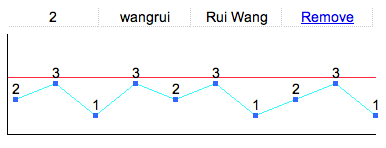 2 wangrui Rui Wang Remove
2 3 1 3 2 3 1 2 3 1